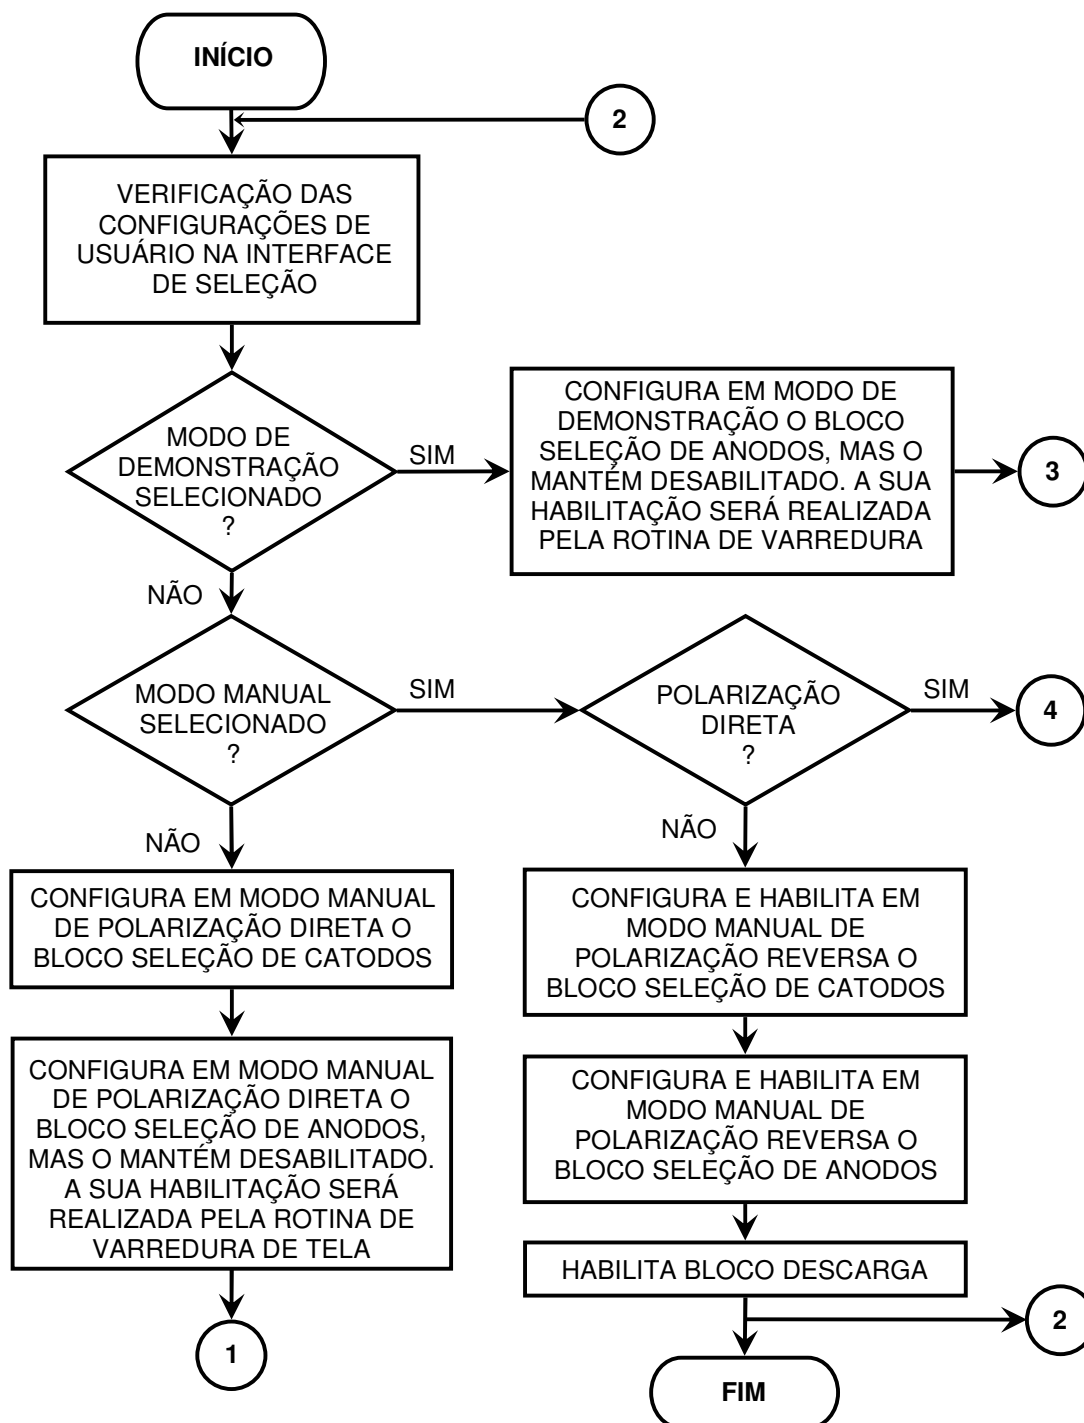 INÍCIO
2
VERIFICAÇÃO DAS
CONFIGURAÇÕES DE
USUÁRIO NA INTERFACE
DE SELEÇÃO
MODO DE
DEMONSTRAÇÃO
SELECIONADO
?
SIM
CONFIGURA EM MODO DE
DEMONSTRAÇÃO O BLOCO
SELEÇÃO DE ANODOS, MAS O
MANTÉM DESABILITADO. A SUA
HABILITAÇÃO SERÁ REALIZADA
PELA ROTINA DE VARREDURA
3
NÃO
MODO MANUAL
SELECIONADO
?
SIM
POLARIZAÇÃO
DIRETA
?
SIM
4
NÃO
CONFIGURA EM MODO MANUAL
DE POLARIZAÇÃO DIRETA O
BLOCO SELEÇÃO DE CATODOS
CONFIGURA EM MODO MANUAL
DE POLARIZAÇÃO DIRETA O
BLOCO SELEÇÃO DE ANODOS,
MAS O MANTÉM DESABILITADO.
A SUA HABILITAÇÃO SERÁ
REALIZADA PELA ROTINA DE
VARREDURA DE TELA
1
NÃO
CONFIGURA E HABILITA EM
MODO MANUAL DE
POLARIZAÇÃO REVERSA O
BLOCO SELEÇÃO DE CATODOS
CONFIGURA E HABILITA EM
MODO MANUAL DE
POLARIZAÇÃO REVERSA O
BLOCO SELEÇÃO DE ANODOS
HABILITA BLOCO DESCARGA
2
FIM